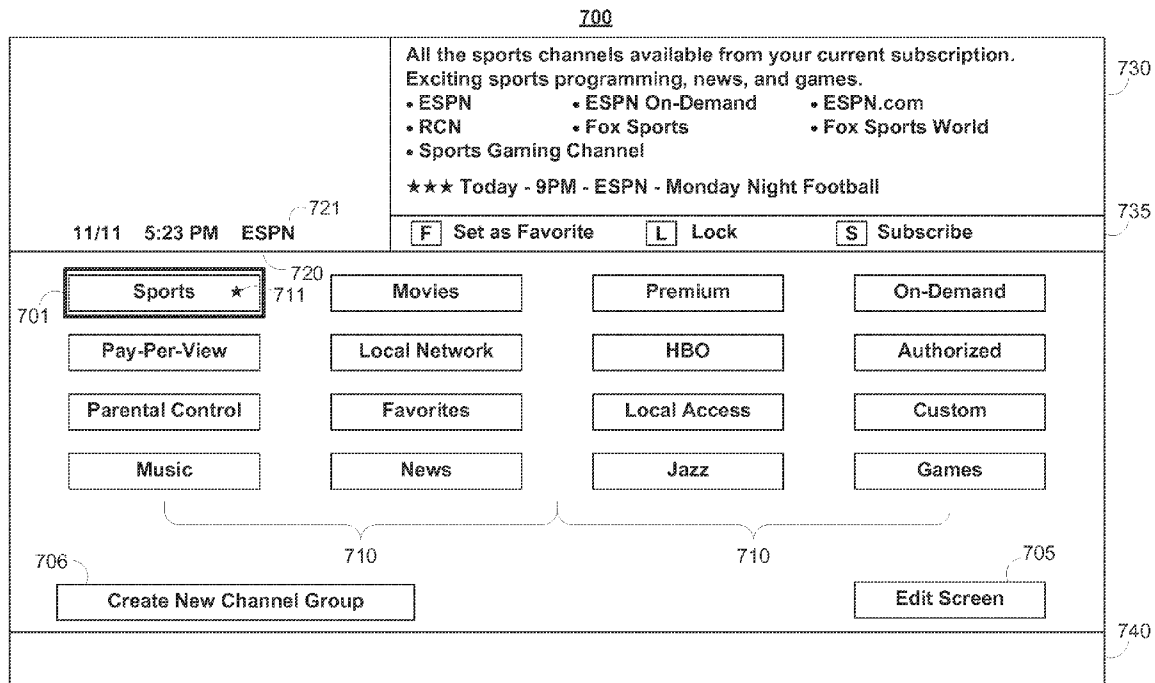 700
All the sports channels available from your current subscription.
Exciting sports programming, news, and games.
• ESPN • ESPN On-Demand • ESPN.com
• RCN • Fox Sports • Fox Sports World
• Sports Gaming Channel
★★★ Today - 9PM - ESPN - Monday Night Football
730
721
735
11/11 5:23 PM ESPN
F Set as Favorite L Lock S Subscribe
720
Sports ★ Movies Premium On-Demand
711
701
Pay-Per-View Local Network HBO Authorized
Parental Control Favorites Local Access Custom
Music News Jazz Games
710 710
706 705
Create New Channel Group Edit Screen
740